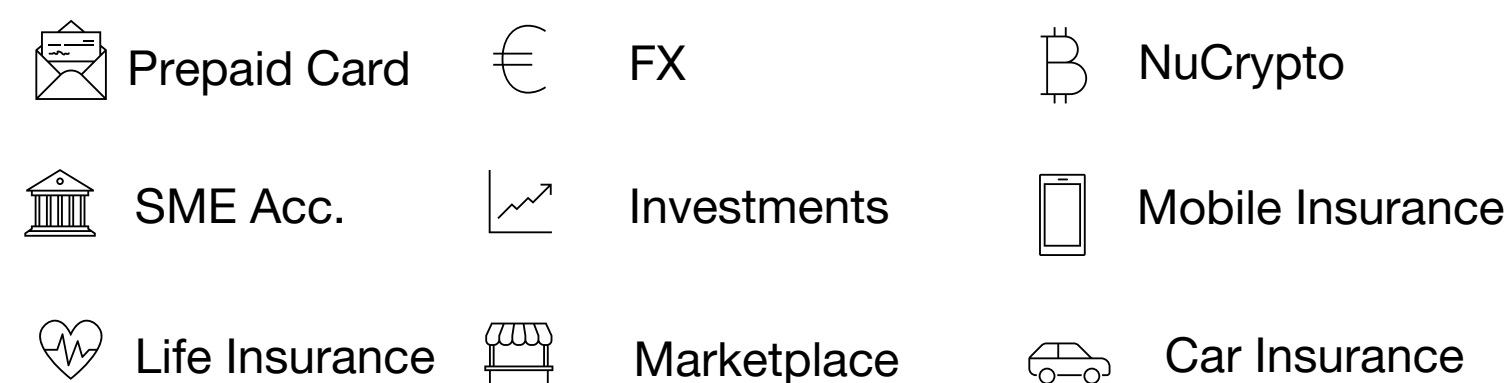 Prepaid Card
FX
NuCrypto
SME Acc.
Investments
Mobile Insurance
Life Insurance
Marketplace
Car Insurance